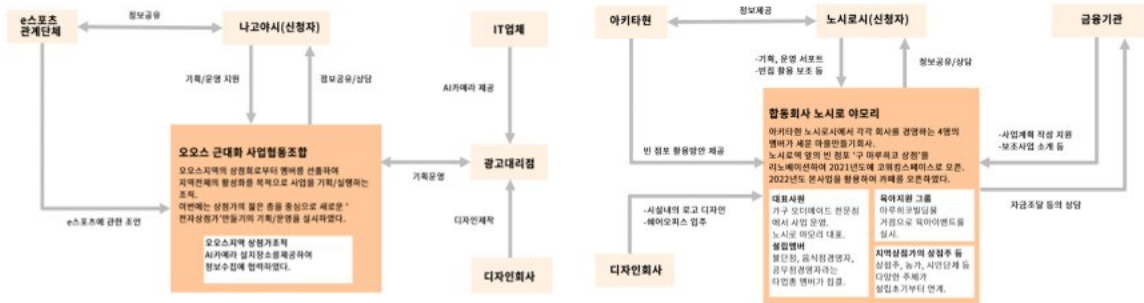 e스포츠
관계단체
정보공유
나고야시(신청자)
IT업체
기획/운영 지원
정보공유/상담
AI카메라 제공
오오스 근대화 사업협동조합
오오스지역의 상점회로부터 멤버를 선출하여
지역전체의 활성화를 목적으로 사업을 기획/실행하는
조직.
이번에는 상점가의 젊은 층을 중심으로 새로운 '
전자상점가'만들기의 기획/운영을 실시하였다.
오오스지역 상점가조직
AI카메라 설치장소를제공하여
정보수집에 협력하였다.
기획운영
광고대리점
e스포츠에 관한 조언
디자인제작
디자인회사
아키타현
정보제공
노시로시(신청자)
금융기관
-기획, 운영 서포트
-빈집 활용 보조 등
정보공유/상담
합동회사 노시로 야모리
아키타현 노시로시에서 각각 회사를 경영하는 4명의
멤버가 세운 마을만들기회사.
노시로역 앞의 빈 점포 '구 마루히코 상점'를
리노베이션하여 2021년도에 코워킹스페이스로 오픈.
2022년도 본사업을 활용하여 카페를 오픈하였다.
빈 점포 활용방안 제공
-사업계획 작성 지원
-보조사업 소개 등
대표사원
가구 오더메이드 전문점
에서 사업 운영.
노시로 야모리 대표.
설립멤버
불단점, 음식점경영자,
공무점경영자라는
타업종 멤버가 집결.
육아지원 그룹
마루히코빌딩을
거점으로 육아이벤트를
실시.
지역상점가의 상점주 등
상점주, 농가, 시민단체 등
다양한 주체가
설립초기부터 연계.
-시설내의 로고 디자인
-쉐어오피스 입주
자금조달 등의 상담
디자인회사